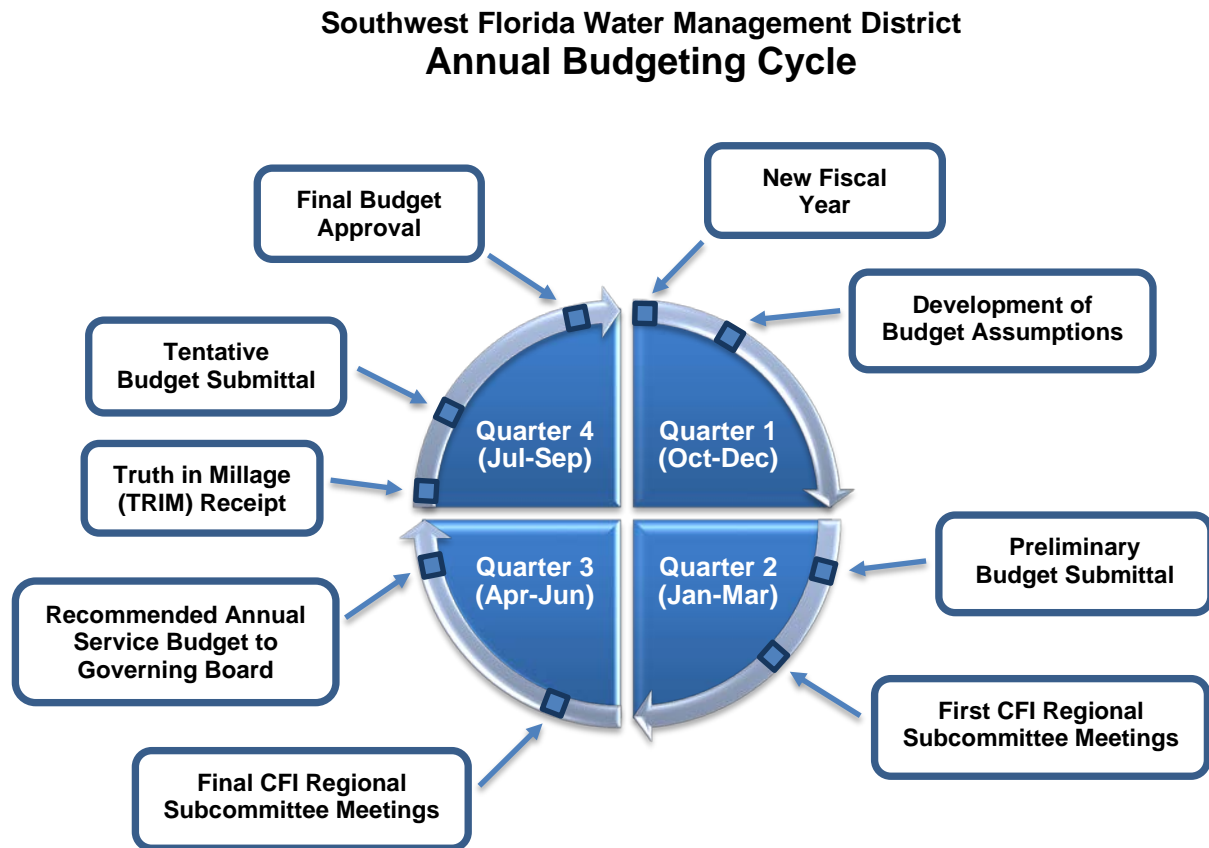 Southwest Florida Water Management District
Annual Budgeting Cycle
New Fiscal
Year
Development of
Budget Assumptions
Quarter 1
(Oct-Dec)
Preliminary
Budget Submittal
First CFI Regional
Subcommittee Meetings
Quarter 2
(Jan-Mar)
Final CFI Regional
Subcommittee Meetings
Recommended Annual
Service Budget to
Governing Board
Quarter 3
(Apr-Jun)
Truth in Millage
(TRIM) Receipt
Tentative
Budget Submittal
Final Budget
Approval
Quarter 4
(Jul-Sep)